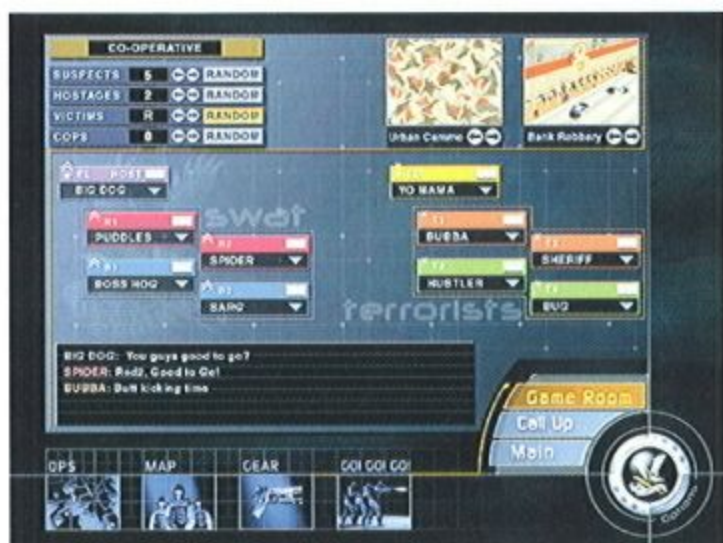 CO-OPERATIVE
SUSPECTS 5 RANDOM
HOSTAGES 2 RANDOM
VICTIMS R RANDOM
COPS 0 RANDOM
Urban Cammo
Bank Robbery
HOST
BIG DOG
YO MAMA
swat
PUDDLES
SPIDER
BOSS HOG
SARG
BUBBA
SHERIFF
HUSTLER
BUG
terrorists
BIG DOG: You guys good to go?
SPIDER: Red2, Good to Go!
BUBBA: Butt kicking time
Game Room
Call Up
Main
OPS
MAP
GEAR
GO! GO! GO!
Options